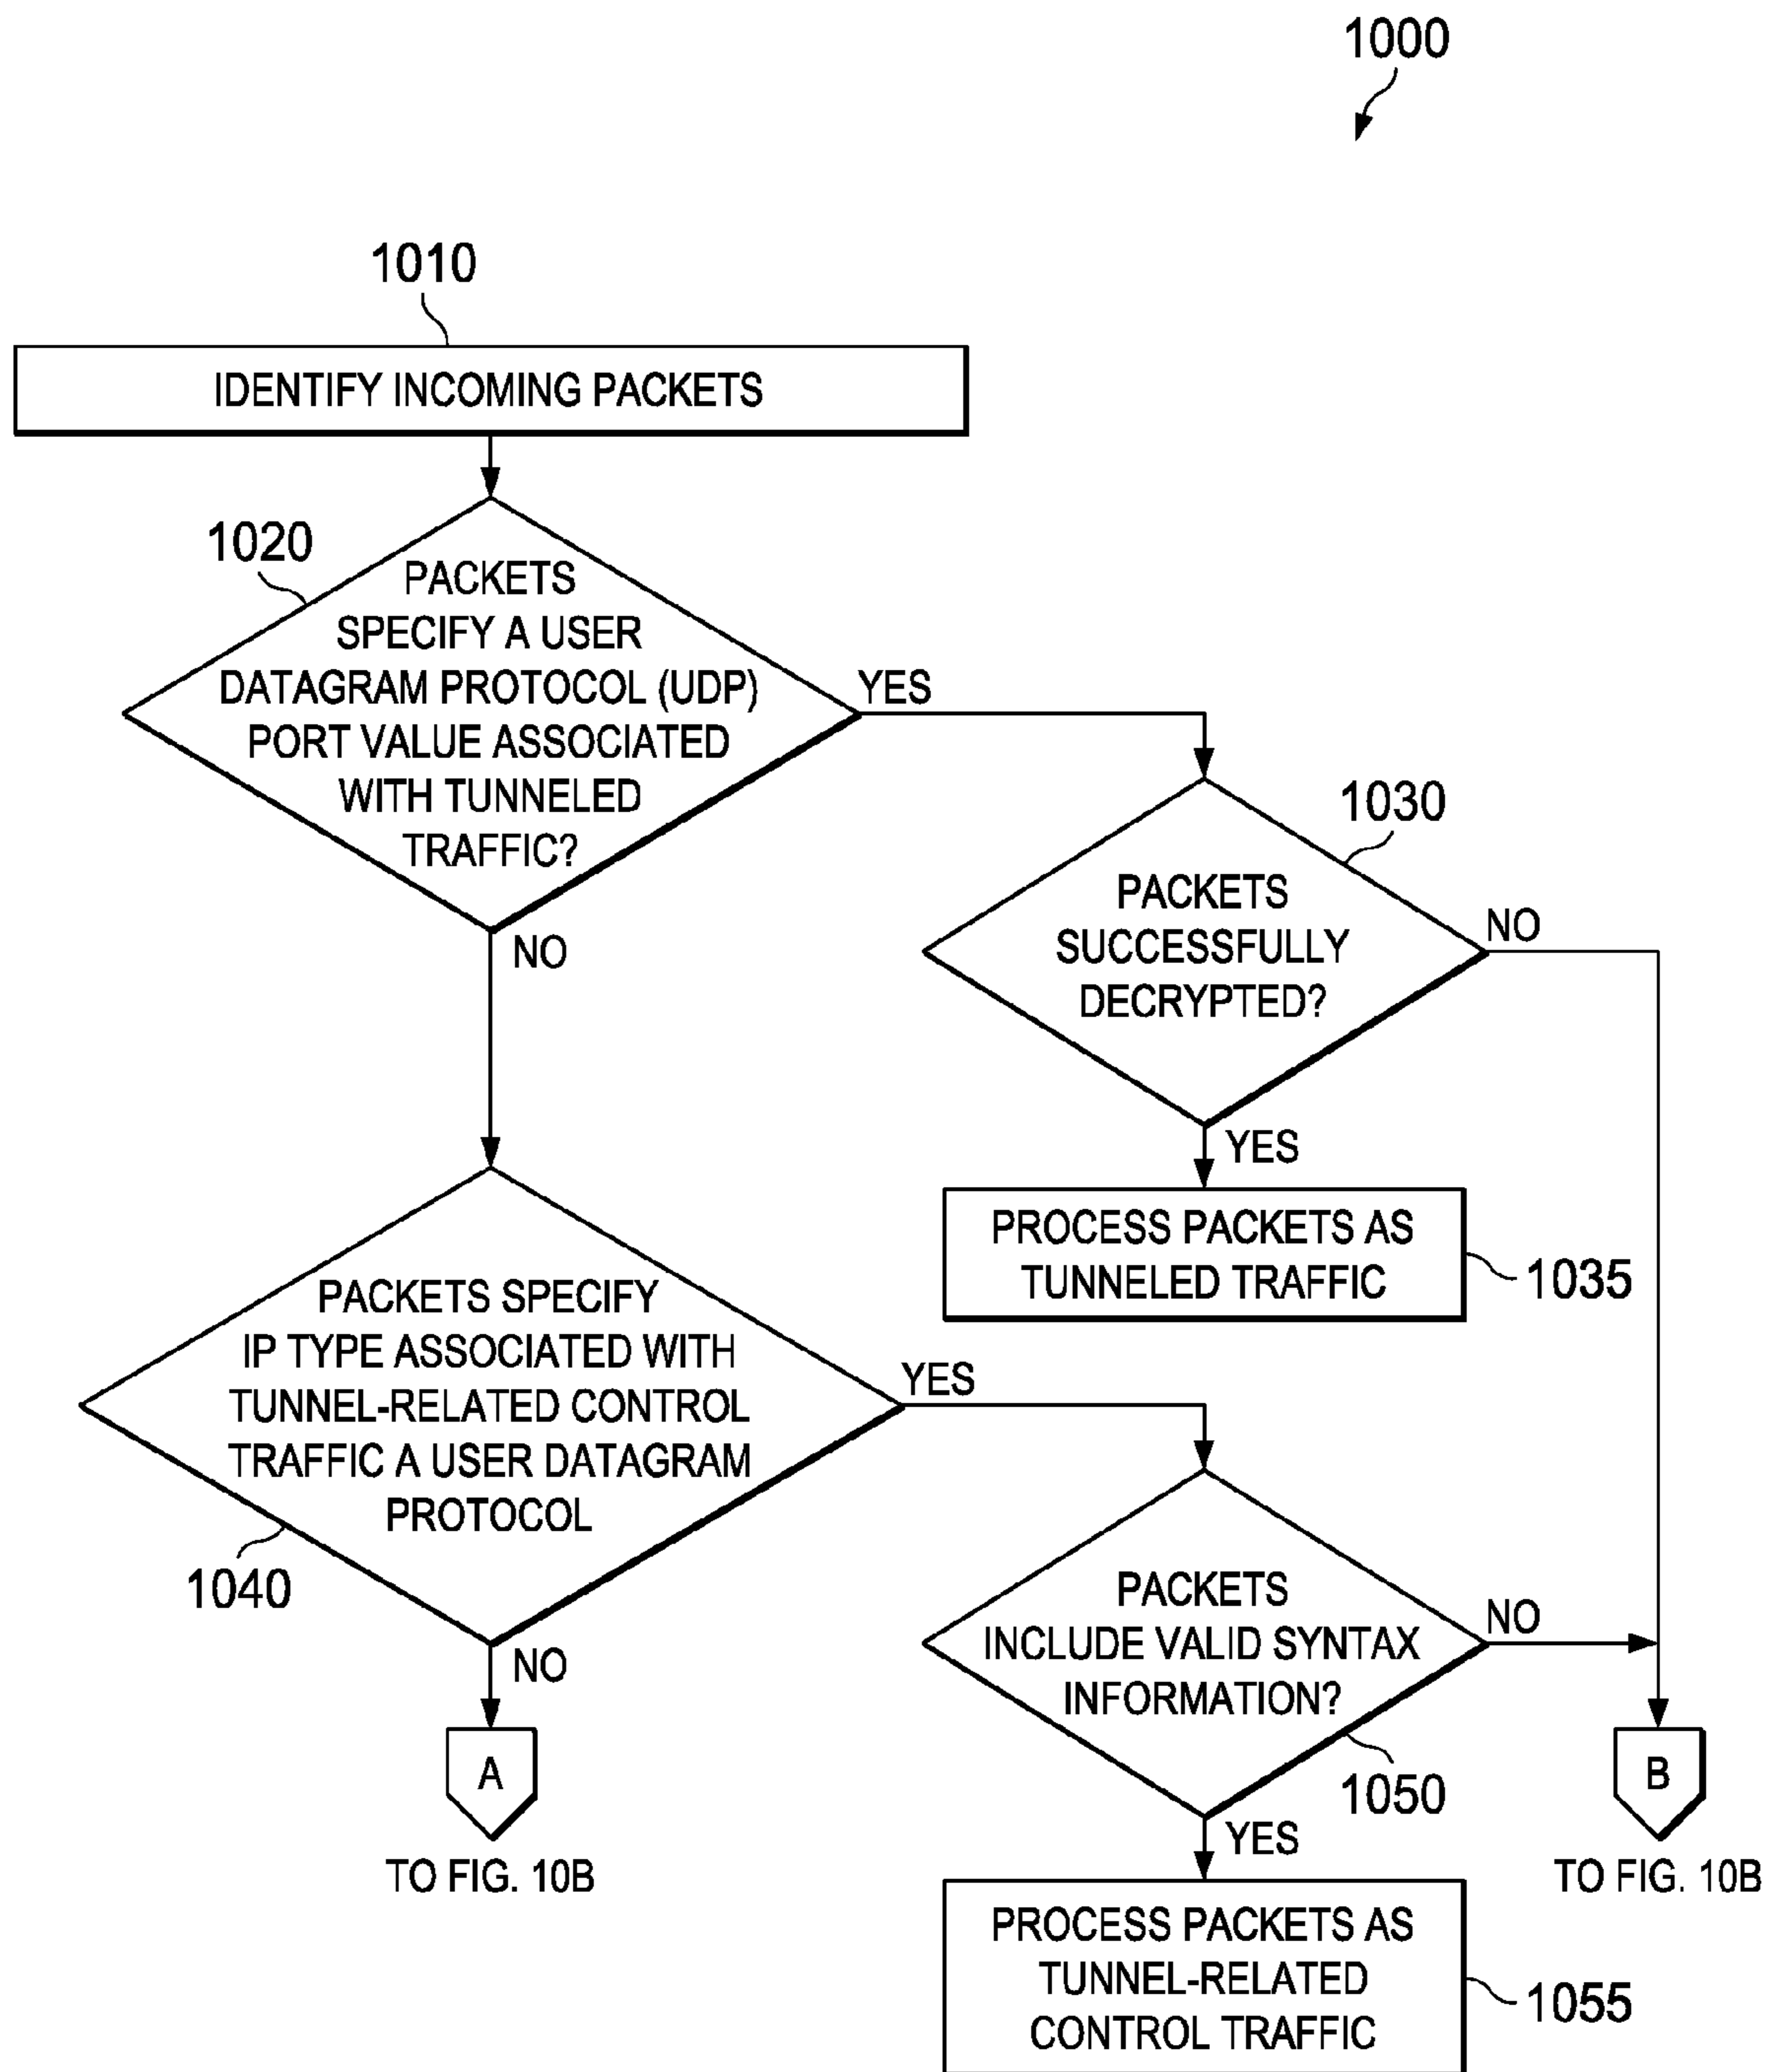 1000
1010
IDENTIFY INCOMING PACKETS
1020
PACKETS
SPECIFY A USER
DATAGRAM PROTOCOL (UDP)
PORT VALUE ASSOCIATED
WITH TUNNELED
TRAFFIC?
YES
NO
1030
PACKETS
SUCCESSFULLY
DECRYPTED?
NO
YES
PROCESS PACKETS AS
TUNNELED TRAFFIC
1035
PACKETS SPECIFY
IP TYPE ASSOCIATED WITH
TUNNEL-RELATED CONTROL
TRAFFIC A USER DATAGRAM
PROTOCOL
1040
YES
NO
A
TO FIG. 10B
PACKETS
INCLUDE VALID SYNTAX
INFORMATION?
1050
NO
YES
B
TO FIG. 10B
PROCESS PACKETS AS
TUNNEL-RELATED
CONTROL TRAFFIC
1055